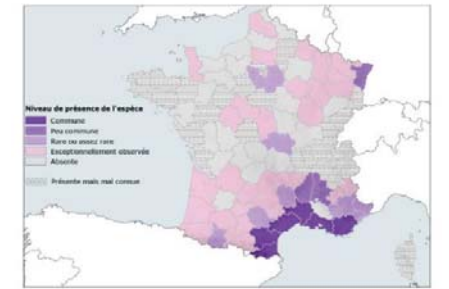 Niveau de présence de l'espèce
Commune
Peu commune
Rare ou assez rare
Exceptionnellement observée
Absente
Présente mais mal connue